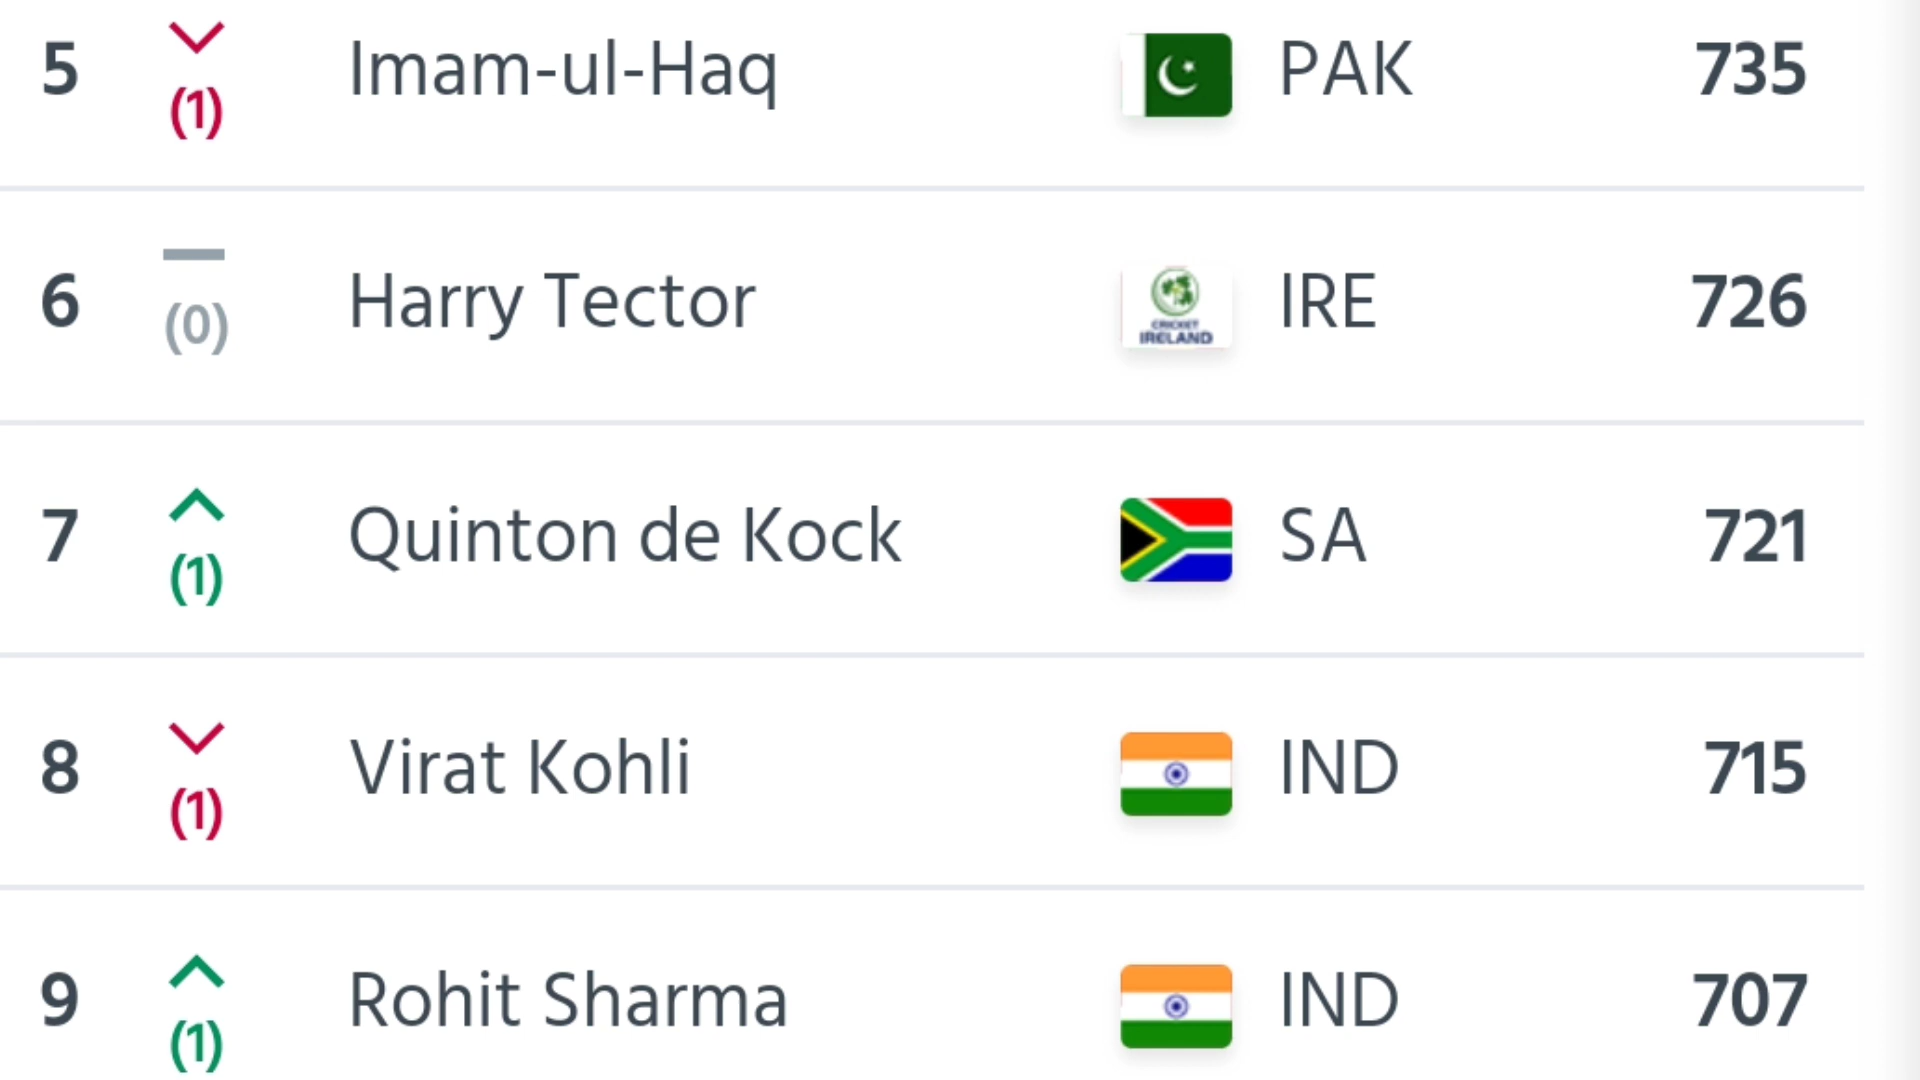 5 (1) Imam-ul-Haq PAK 735
6 (0) Harry Tector CRICKET IRELAND IRE 726
7 (1) Quinton de Kock SA 721
8 (1) Virat Kohli IND 715
9 (1) Rohit Sharma IND 707